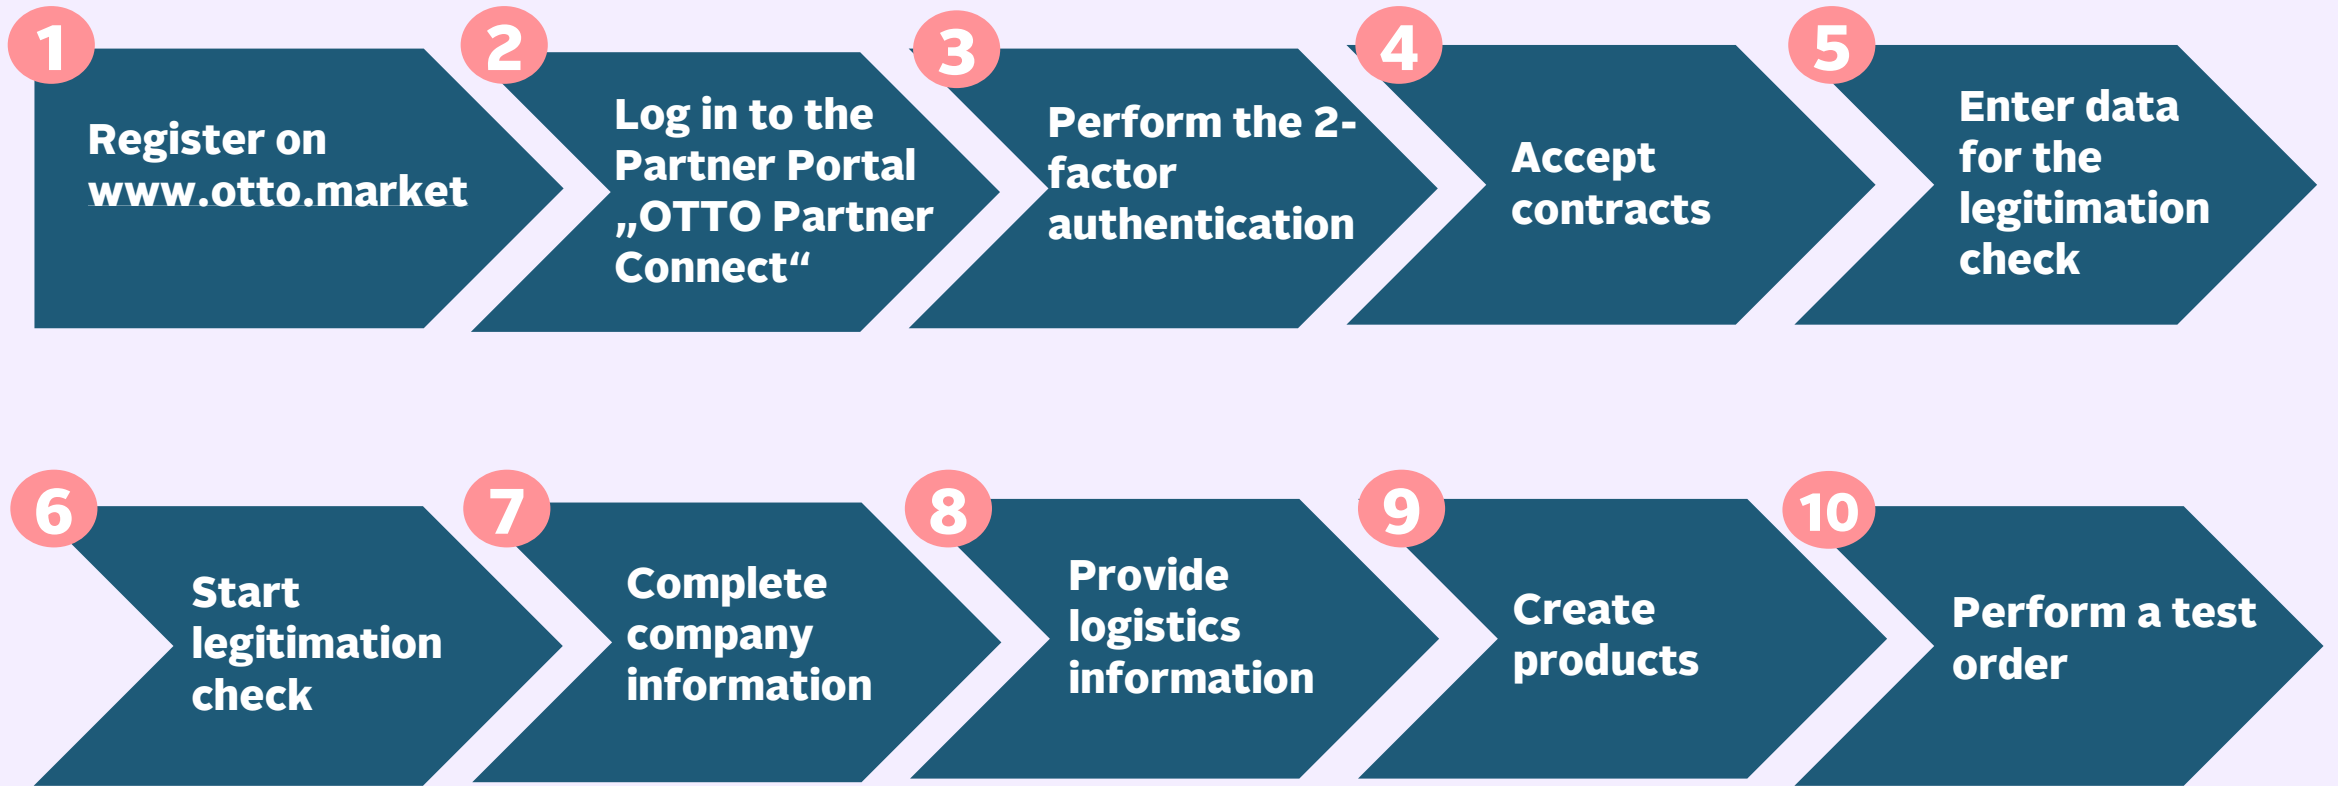 1
Register on
www.otto.market
2
Log in to the
Partner Portal
„OTTO Partner
Connect“
3
Perform the 2-
factor
authentication
4
Accept
contracts
5
Enter data
for the
legitimation
check
6
Start
legitimation
check
7
Complete
company
information
8
Provide
logistics
information
9
Create
products
10
Perform a test
order